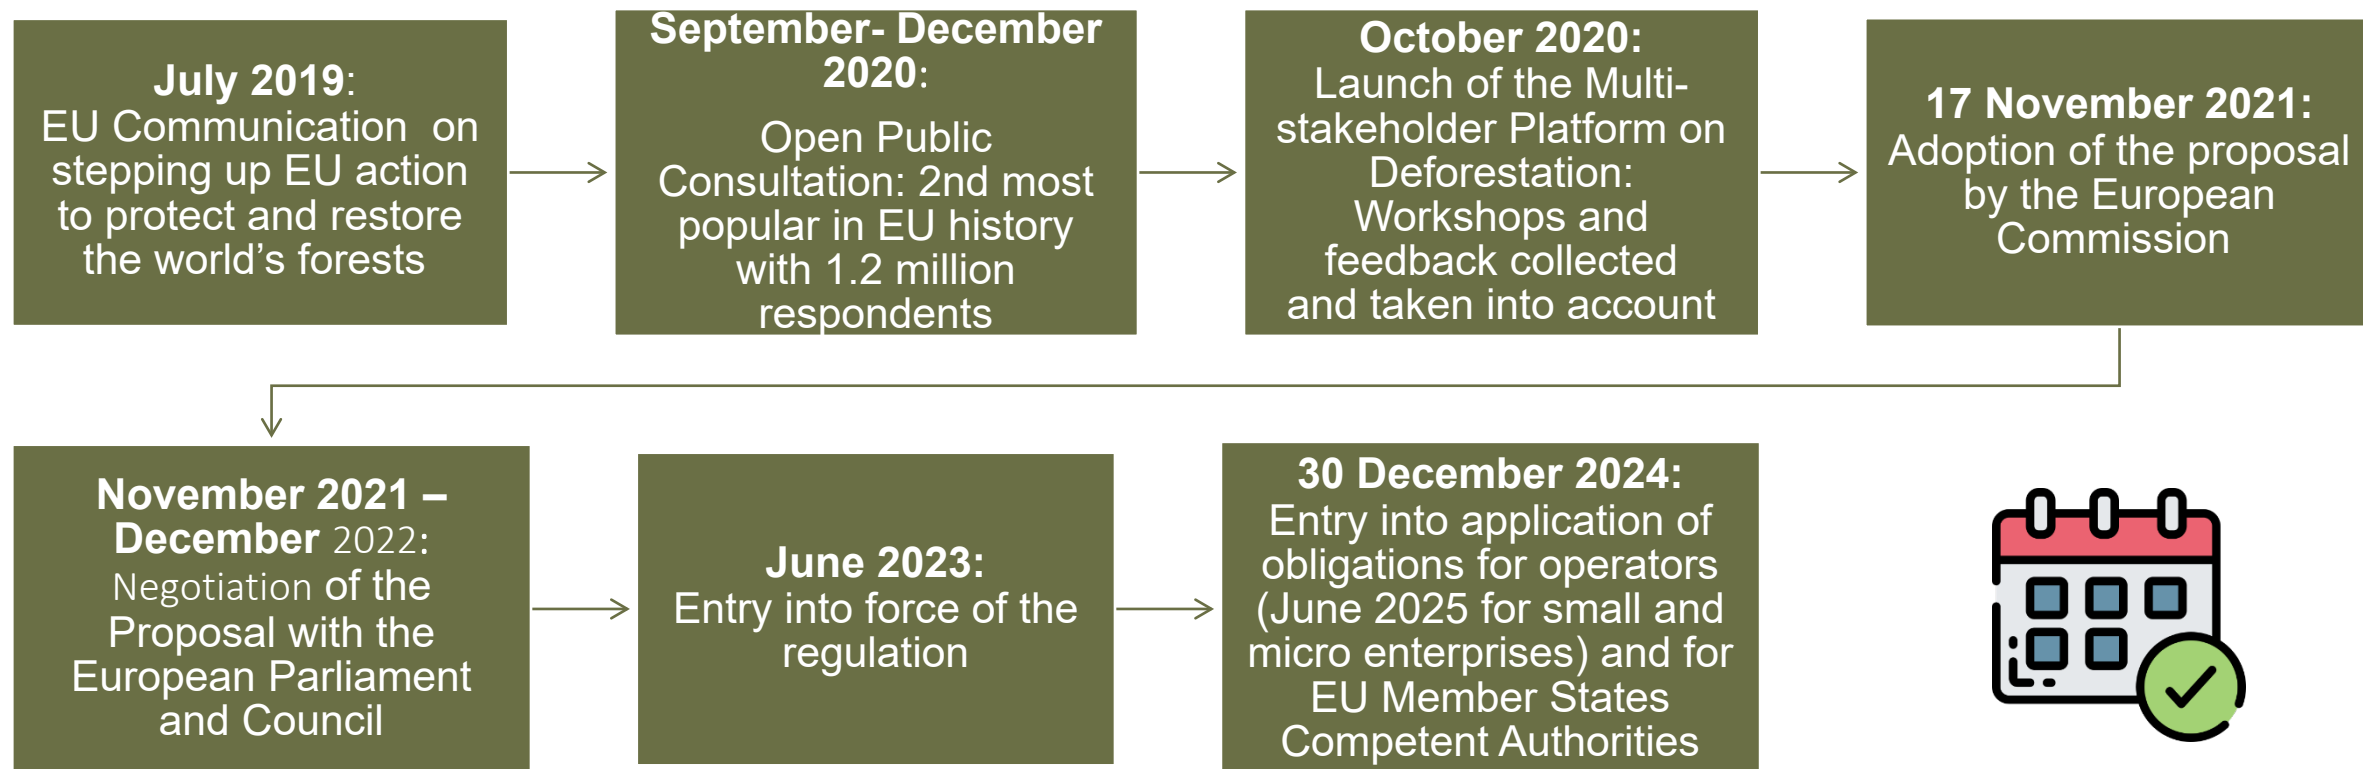 July 2019:
EU Communication  on
stepping up EU action
to protect and restore
the world’s forests
September- December
2020:
Open Public
Consultation: 2nd most
popular in EU history
with 1.2 million
respondents
October 2020:
Launch of the Multi-
stakeholder Platform on
Deforestation:
Workshops and
feedback collected
and taken into account
17 November 2021:
Adoption of the proposal
by the European
Commission
November 2021 –
December 2022:
Negotiation of the
Proposal with the
European Parliament
and Council
June 2023:
Entry into force of the
regulation
30 December 2024:
Entry into application of
obligations for operators
(June 2025 for small and
micro enterprises) and for
EU Member States
Competent Authorities